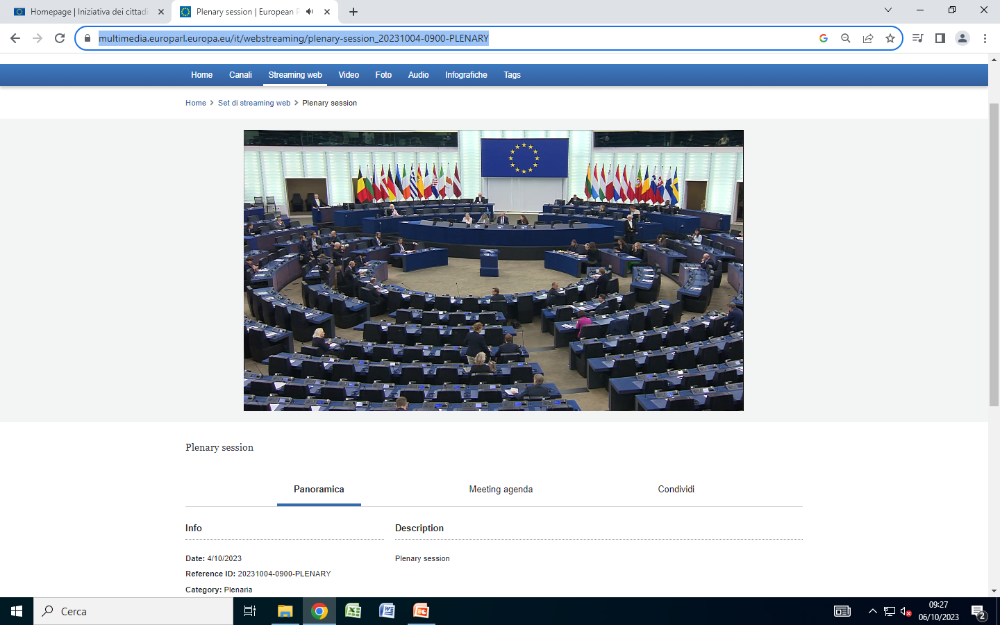 Homepage | Iniziativa dei cittadi
Plenary session | European P
multimedia.europarl.europa.eu/it/webstreaming/plenary-session_20231004-0900-PLENARY
Home Canali Streaming web Video Foto Audio Infografiche Tags
Home > Set di streaming web > Plenary session
Plenary session
Panoramica Meeting agenda Condividi
Info Description
Date: 4/10/2023 Plenary session
Reference ID: 20231004-0900-PLENARY
Category: Plenaria
Cerca
09:27
06/10/2023
2